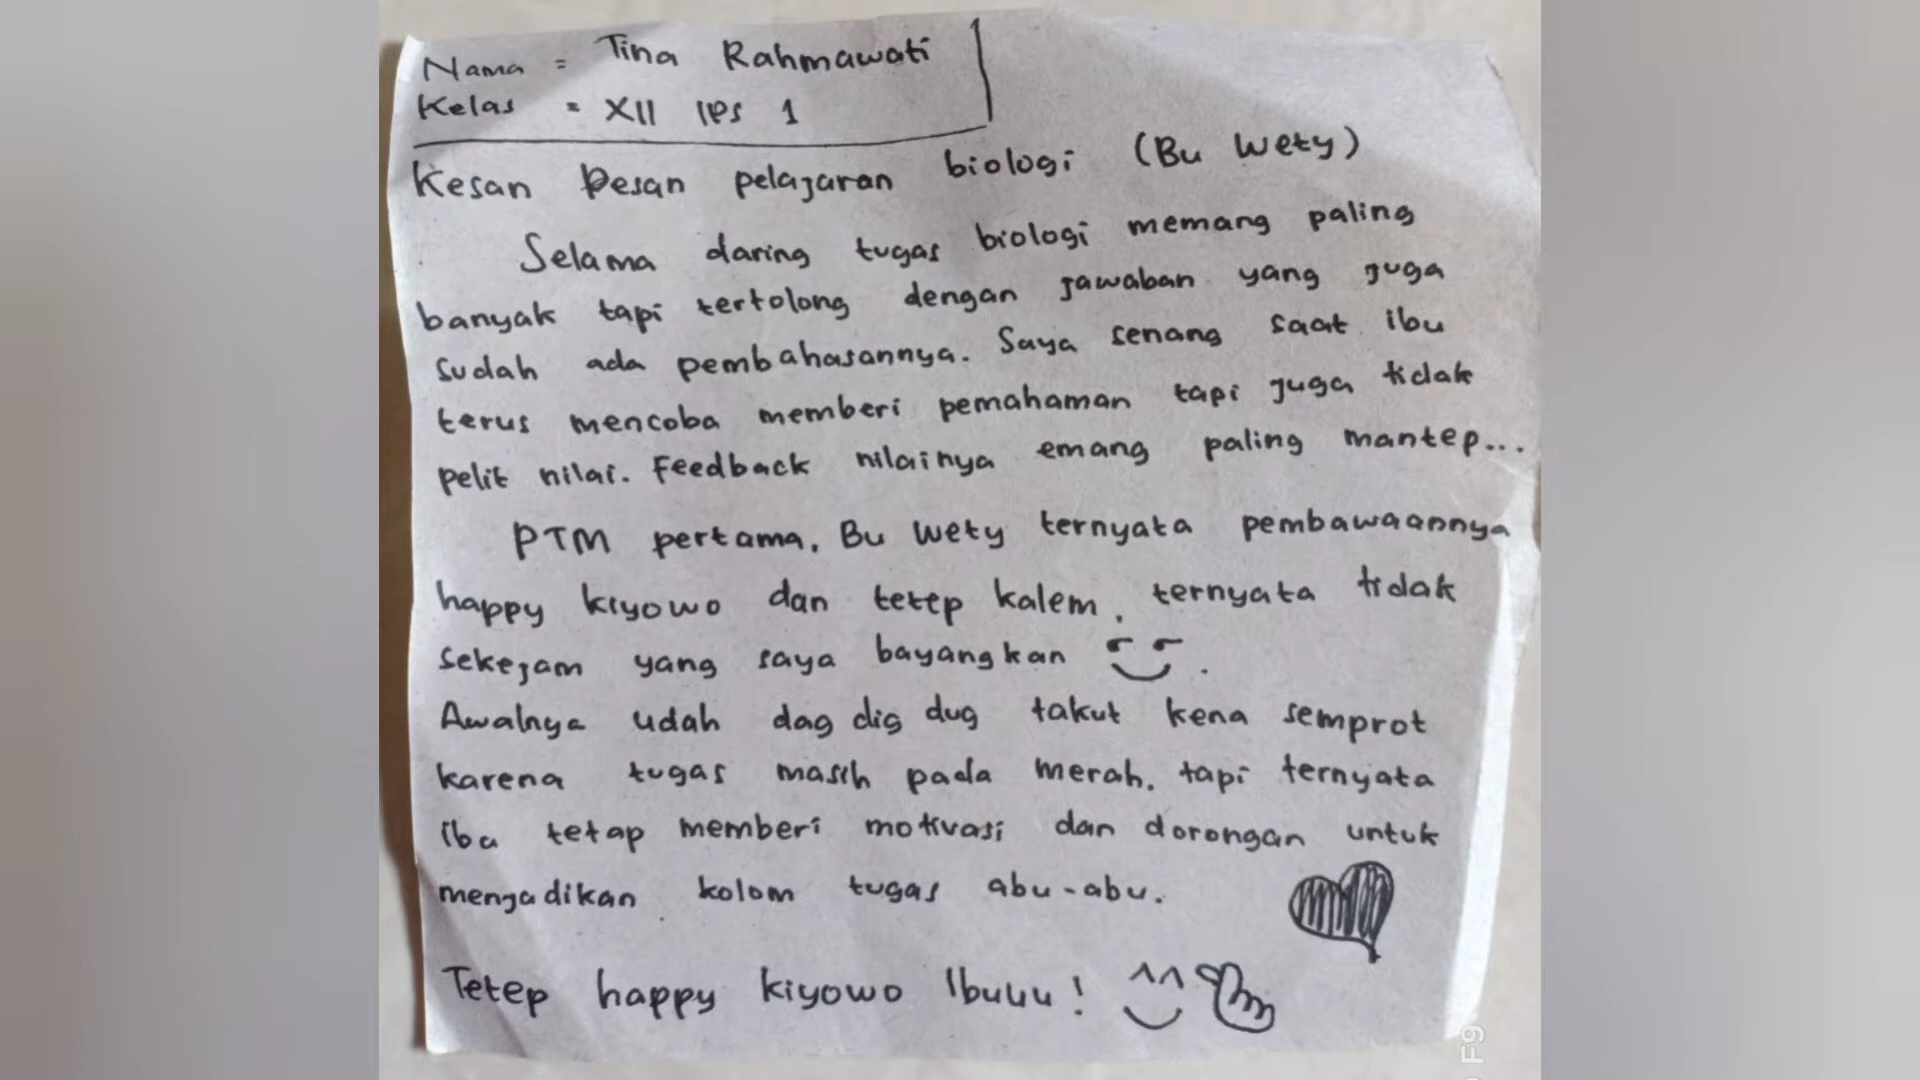 Nama = Tina Rahmawati
Kelas = XII IPS 1
Kesan Pesan pelajaran biologi (Bu Wety)
Selama daring tugas biologi memang paling
banyak tapi tertolong dengan jawaban yang juga
sudah ada pembahasannya. Saya senang saat ibu
terus mencoba memberi pemahaman tapi juga tidak
pelit nilai. Feedback nilainya emang paling mantep...
PTM pertama, Bu Wety ternyata pembawaannya
happy kiyowo dan tetep kalem, ternyata tidak
sekejam yang saya bayangkan .
Awalnya udah dag dig dug takut kena semprot
karena tugas masih pada merah, tapi ternyata
ibu tetap memberi motivasi dan dorongan untuk
menjadikan kolom tugas abu-abu.
Tetep happy kiyowo Ibuuu! ^^
F9